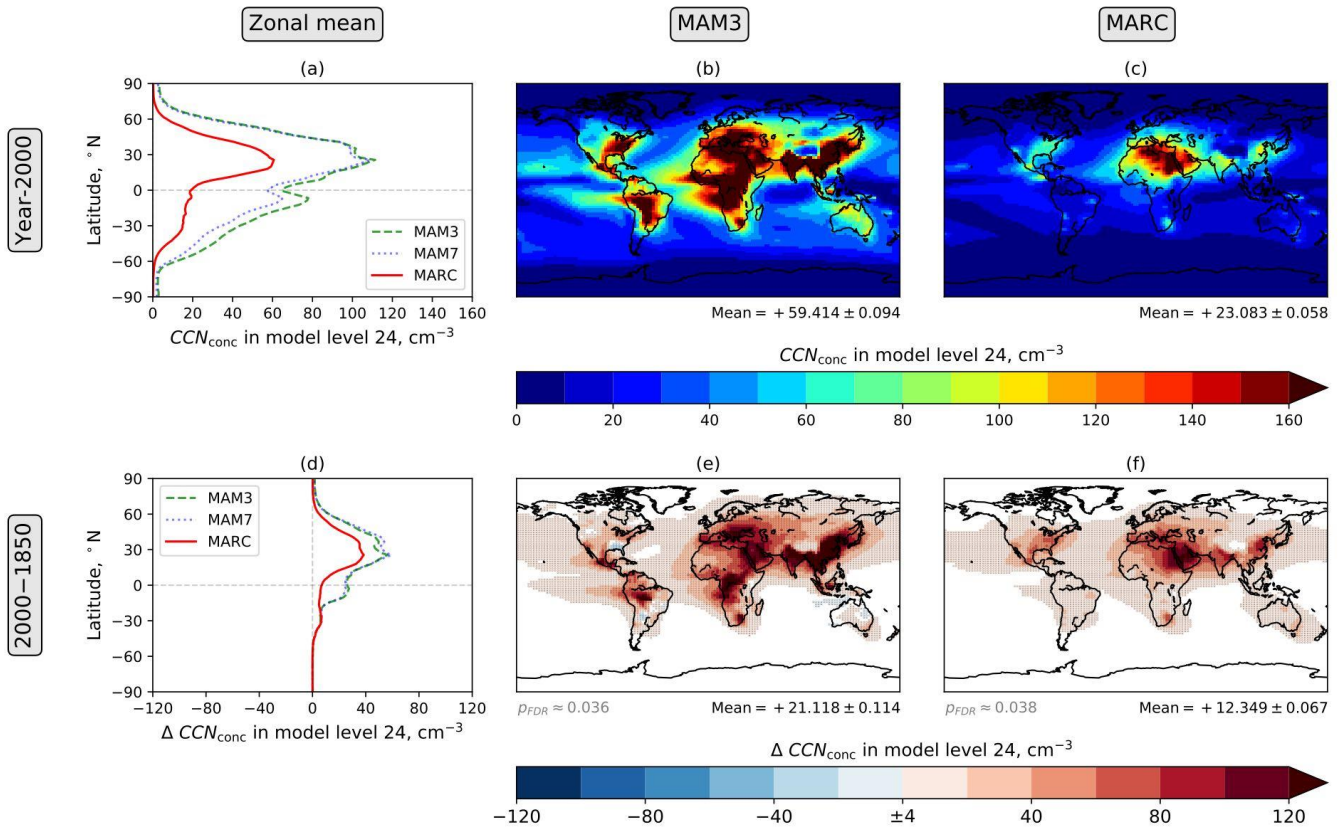 Zonal mean
MAM3
MARC
Year-2000
(a)
90
60
30
0
−30
−60
−90
Latitude, °N
MAM3
MAM7
MARC
0 20 40 60 80 100 120 140 160
CCNconc in model level 24, cm−3
(b)
Mean = +59.414 ± 0.094
(c)
Mean = +23.083 ± 0.058
CCNconc in model level 24, cm−3
0 20 40 60 80 100 120 140 160
2000−1850
(d)
90
60
30
0
−30
−60
−90
Latitude, °N
MAM3
MAM7
MARC
−120 −80 −40 0 40 80 120
Δ CCNconc in model level 24, cm−3
(e)
pFDR ≈ 0.036 Mean = +21.118 ± 0.114
(f)
pFDR ≈ 0.038 Mean = +12.349 ± 0.067
Δ CCNconc in model level 24, cm−3
−120 −80 −40 ±4 40 80 120